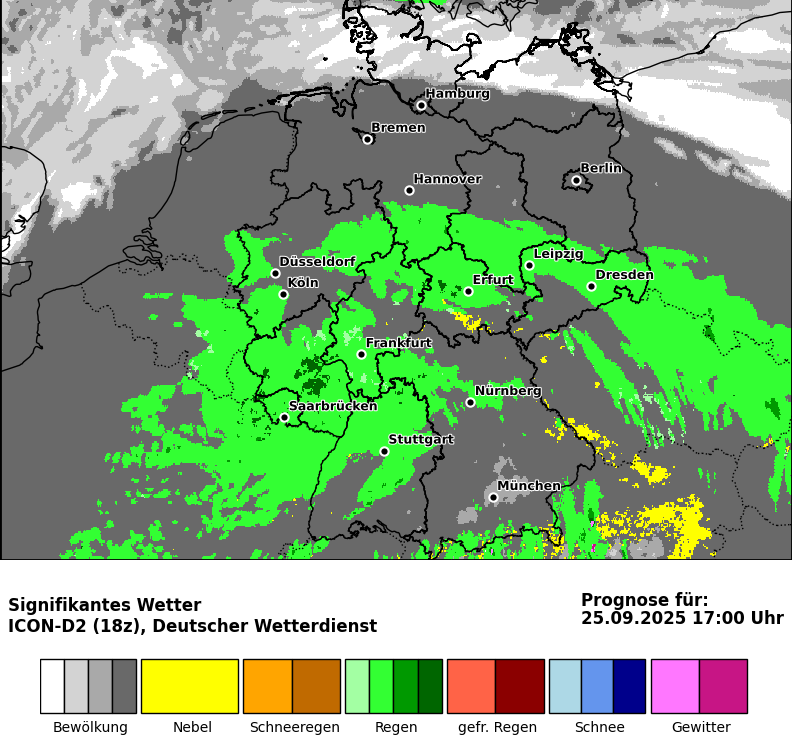 Hamburg
Bremen
Berlin
Hannover
Leipzig
Düsseldorf
Dresden
Erfurt
Köln
Frankfurt
Nürnberg
Saarbrücken
Stuttgart
München
Signifikantes Wetter
ICON-D2 (18z), Deutscher Wetterdienst
Prognose für:
25.09.2025 17:00 Uhr
Bewölkung
Nebel
Schneeregen
Regen
gefr. Regen
Schnee
Gewitter